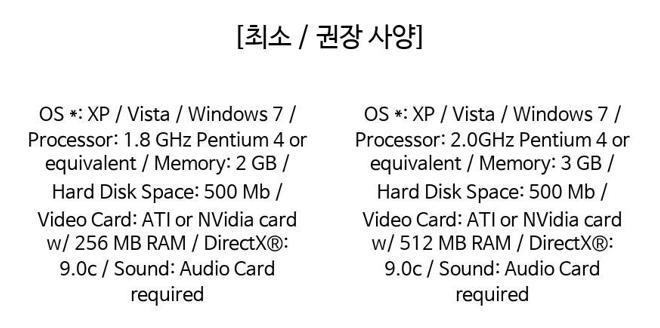 [최소 / 권장 사양]
OS *: XP / Vista / Windows 7 /
Processor: 1.8 GHz Pentium 4 or
equivalent / Memory: 2 GB /
Hard Disk Space: 500 Mb /
Video Card: ATI or NVidia card
w/ 256 MB RAM / DirectX®:
9.0c / Sound: Audio Card
required
OS *: XP / Vista / Windows 7 /
Processor: 2.0GHz Pentium 4 or
equivalent / Memory: 3 GB /
Hard Disk Space: 500 Mb /
Video Card: ATI or NVidia card
w/ 512 MB RAM / DirectX®:
9.0c / Sound: Audio Card
required